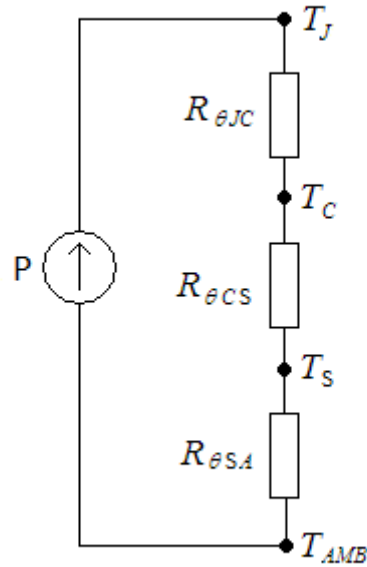 T_J
R_θJC
T_C
P
R_θCS
T_S
R_θSA
T_AMB